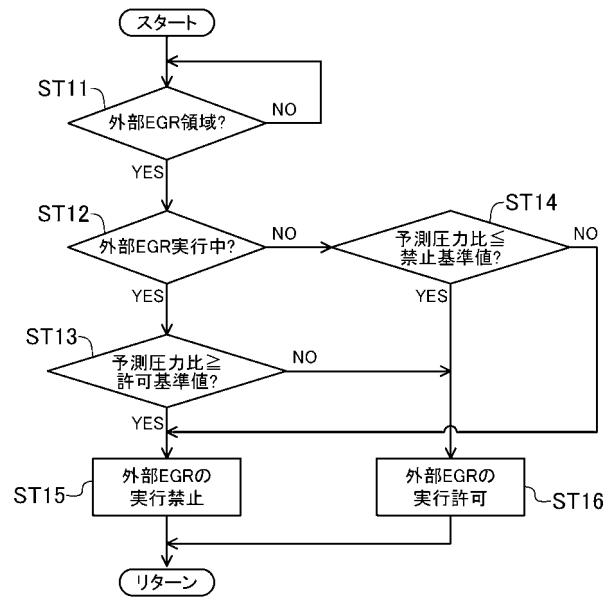 スタート
ST11
外部EGR領域?
NO
YES
ST12
外部EGR実行中?
NO
YES
ST14
予測圧力比≦
禁止基準値?
NO
YES
ST13
予測圧力比≧
許可基準値?
NO
YES
ST15
外部EGRの
実行禁止
外部EGRの
実行許可
ST16
リターン